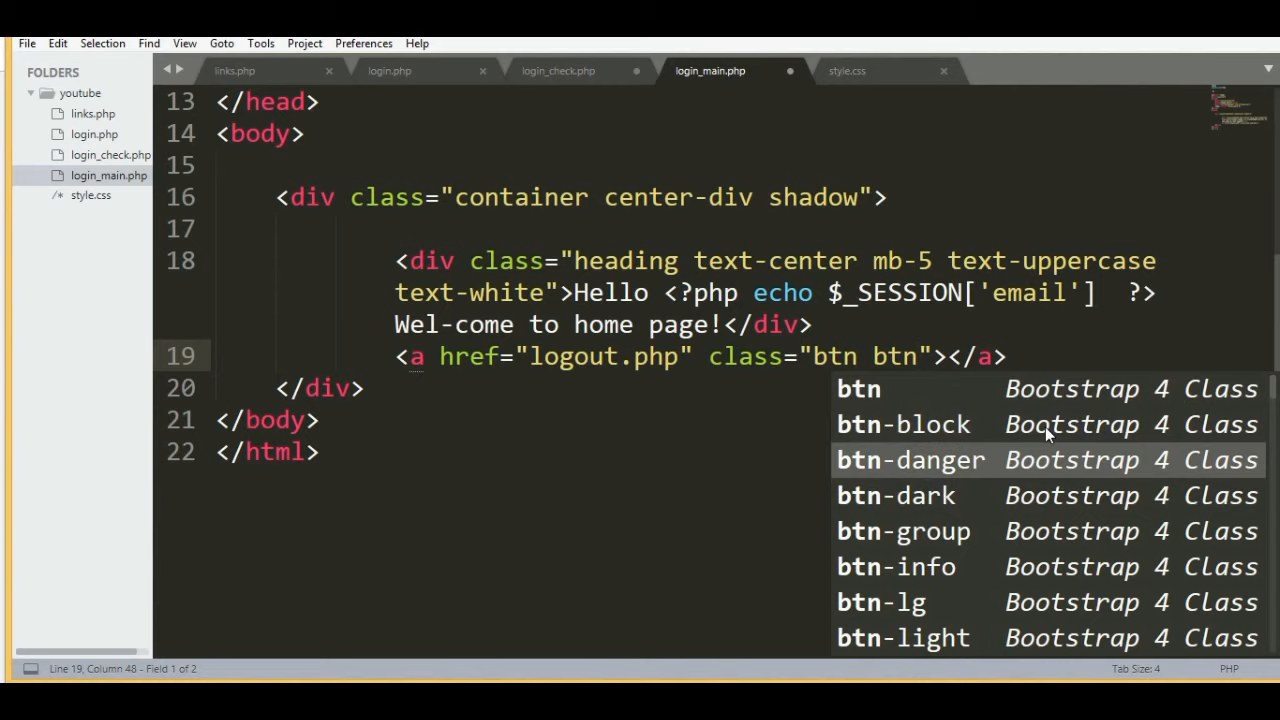 File Edit Selection Find View Goto Tools Project Preferences Help
FOLDERS
youtube
links.php
login.php
login_check.php
login_main.php
/* style.css
links.php × login.php × login_check.php login_main.php style.css ×
13 </head>
14 <body>
15
16 <div class="container center-div shadow">
17
18 <div class="heading text-center mb-5 text-uppercase
text-white">Hello <?php echo $_SESSION['email'] ?>
Wel-come to home page!</div>
19 <a href="logout.php" class="btn btn"></a>
20 </div>
21 </body>
22 </html>
btn Bootstrap 4 Class
btn-block Bootstrap 4 Class
btn-danger Bootstrap 4 Class
btn-dark Bootstrap 4 Class
btn-group Bootstrap 4 Class
btn-info Bootstrap 4 Class
btn-lg Bootstrap 4 Class
btn-light Bootstrap 4 Class
Line 19, Column 48 - Field 1 of 2
Tab Size: 4 PHP